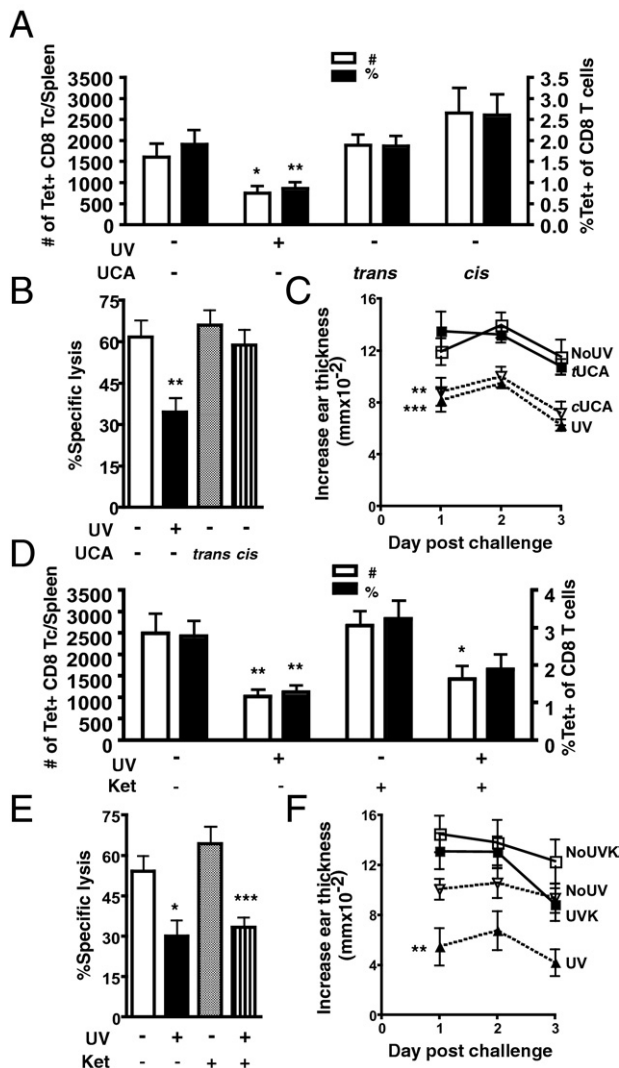 A
# %
# of Tet+ CD8 Tc/Spleen
3500 3000 2500 2000 1500 1000 500 0
* **
3.5 3.0 2.5 2.0 1.5 1.0 0.5 0.0
%Tet+ of CD8 T cells
UV - + - -
UCA - - trans cis
B
%Specific lysis
75 60 45 30 15 0
**
UV - + - -
UCA - - trans cis
C
Increase ear thickness
(mmx10-2)
16 12 8 4
** ***
NoUV
tUCA
cUCA
UV
0 1 2 3
Day post challenge
D
# %
# of Tet+ CD8 Tc/Spleen
3500 3000 2500 2000 1500 1000 500 0
** ** *
4 3 2 1 0
%Tet+ of CD8 T cells
UV - + - +
Ket - - + +
E
%Specific lysis
75 60 45 30 15 0
* ***
UV - + - +
Ket - - + +
F
Increase ear thickness
(mmx10-2)
16 12 8 4 0
**
NoUVK
NoUV
UVK
UV
0 1 2 3
Day post challenge